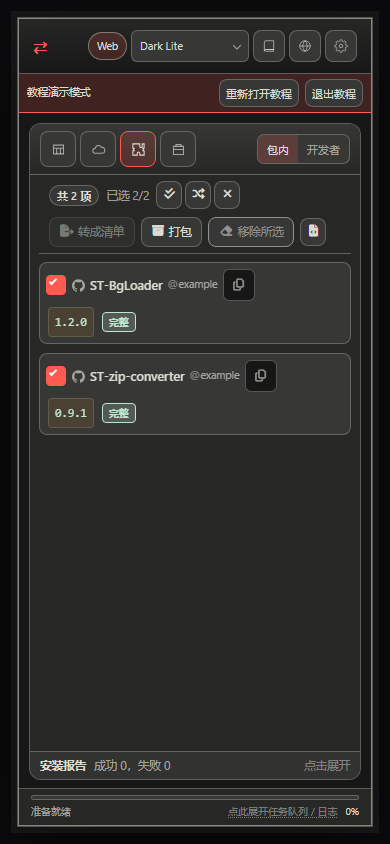 Web Dark Lite
教程演示模式 重新打开教程 退出教程
包内 开发者
共 2 项 已选 2/2
转成清单 打包 移除所选
ST-BgLoader @example
1.2.0 完整
ST-zip-converter @example
0.9.1 完整
安装报告 成功 0，失败 0 点击展开
准备就绪 点此展开任务队列 / 日志 0%